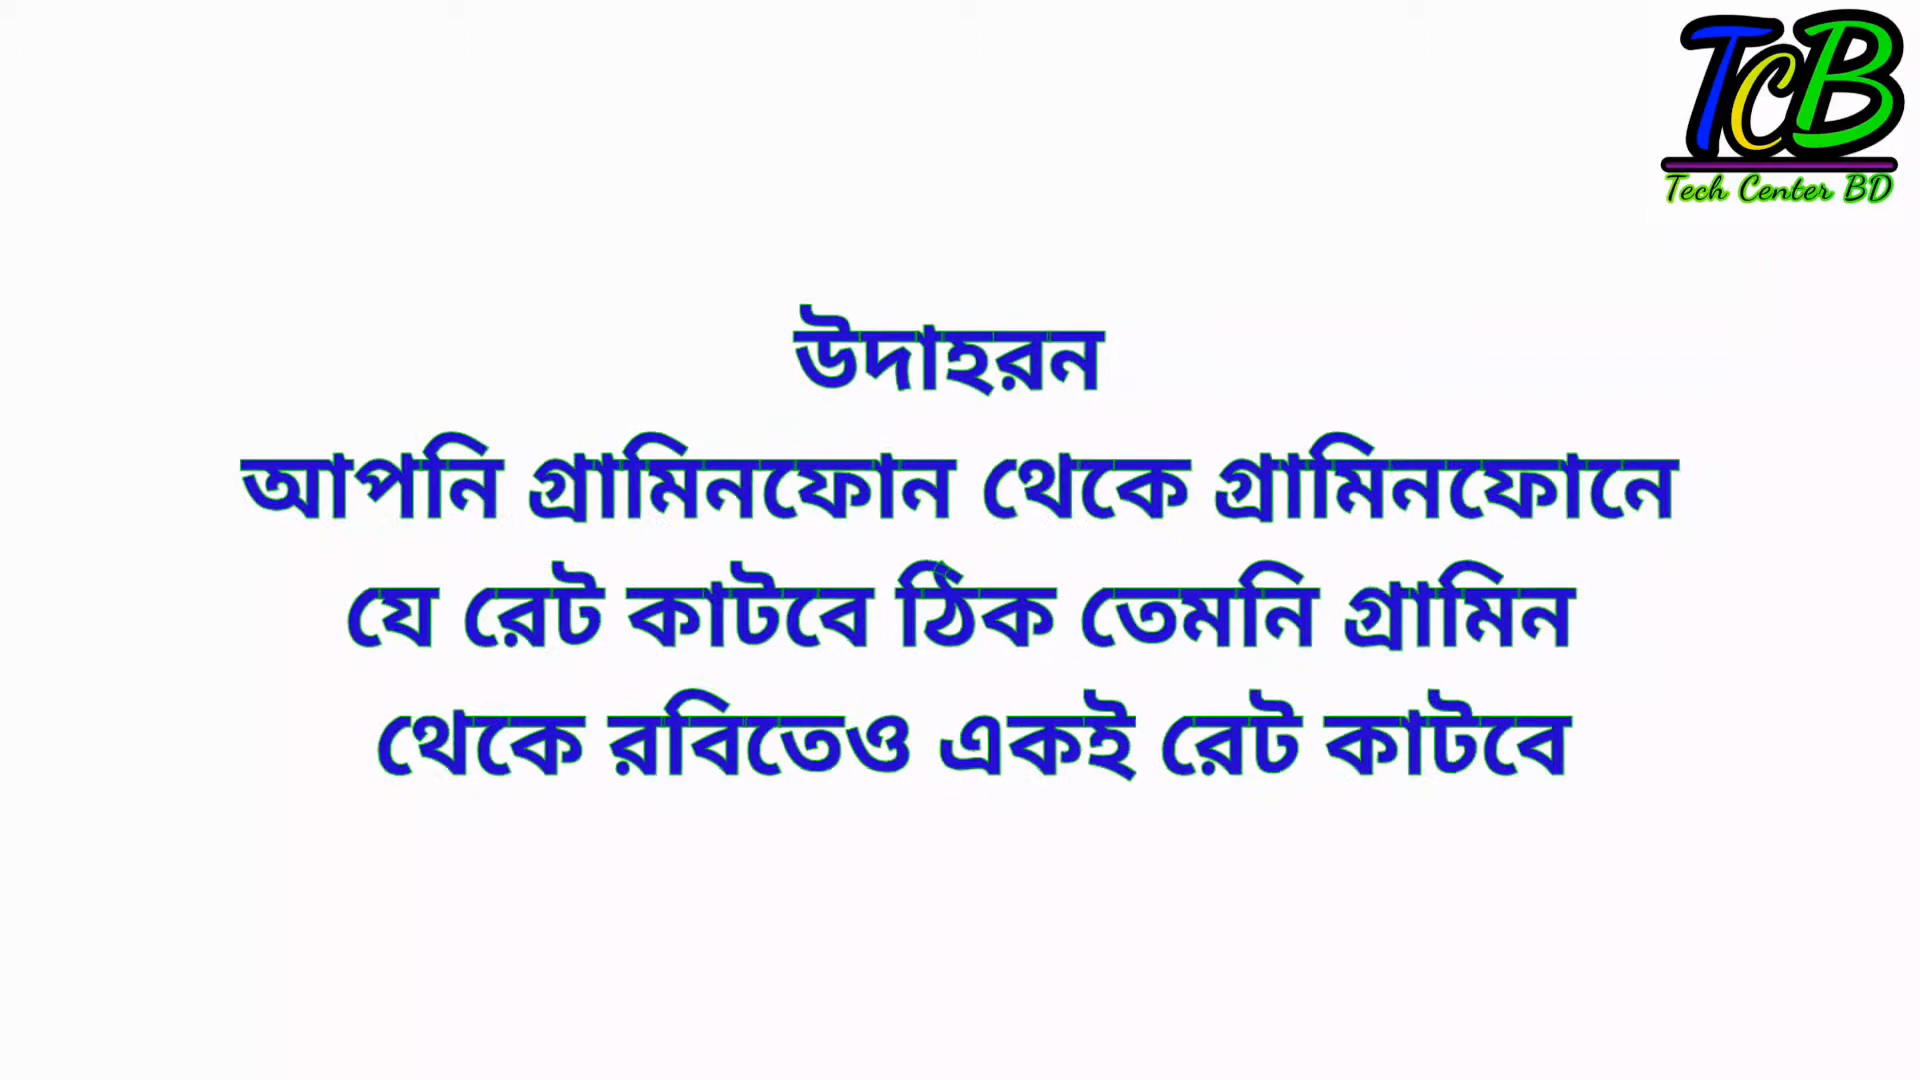 TCB
Tech Center BD
উদাহরন
আপনি গ্রামিনফোন থেকে গ্রামিনফোনে
যে রেট কাটবে ঠিক তেমনি গ্রামিন
থেকে রবিতেও একই রেট কাটবে